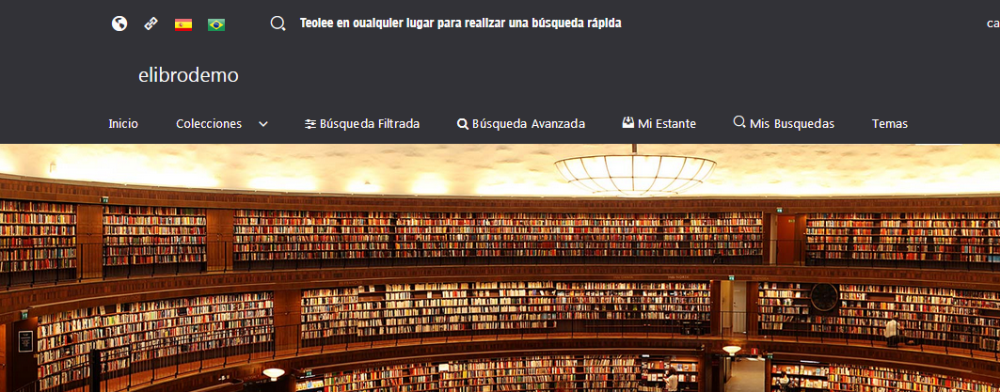 Teolee en oualquier lugar para realizar una búsqueda rápida
ca
elibrodemo
Inicio Colecciones Búsqueda Filtrada Búsqueda Avanzada Mi Estante Mis Busquedas Temas